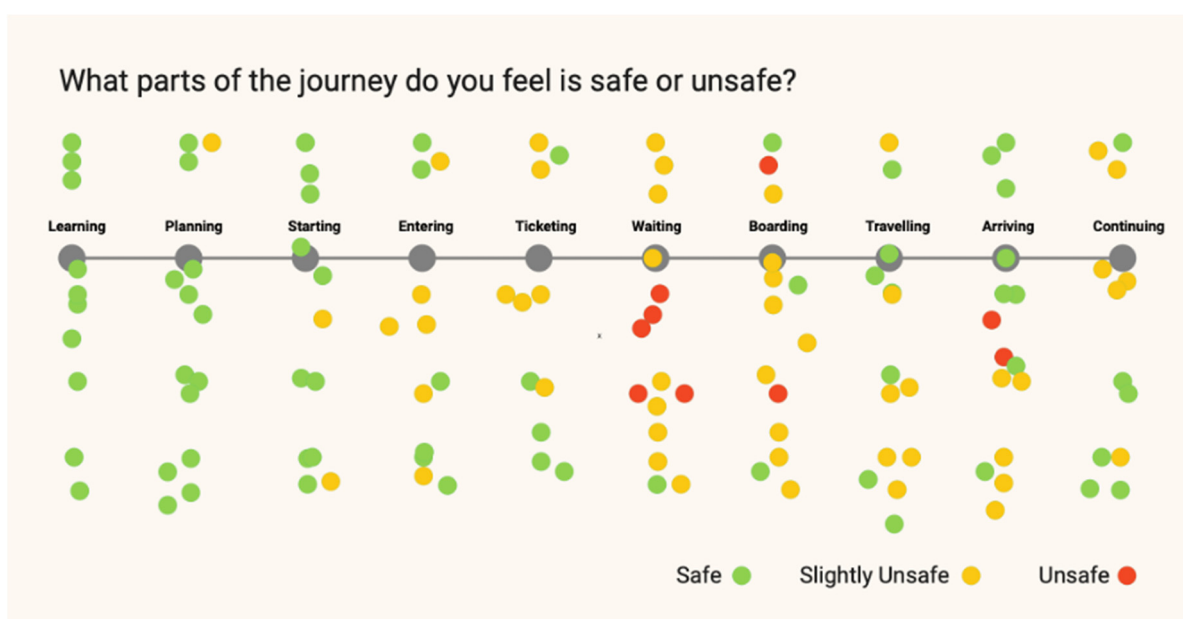 What parts of the journey do you feel is safe or unsafe?
Learning Planning Starting Entering Ticketing Waiting Boarding Travelling Arriving Continuing
x
Safe Slightly Unsafe Unsafe